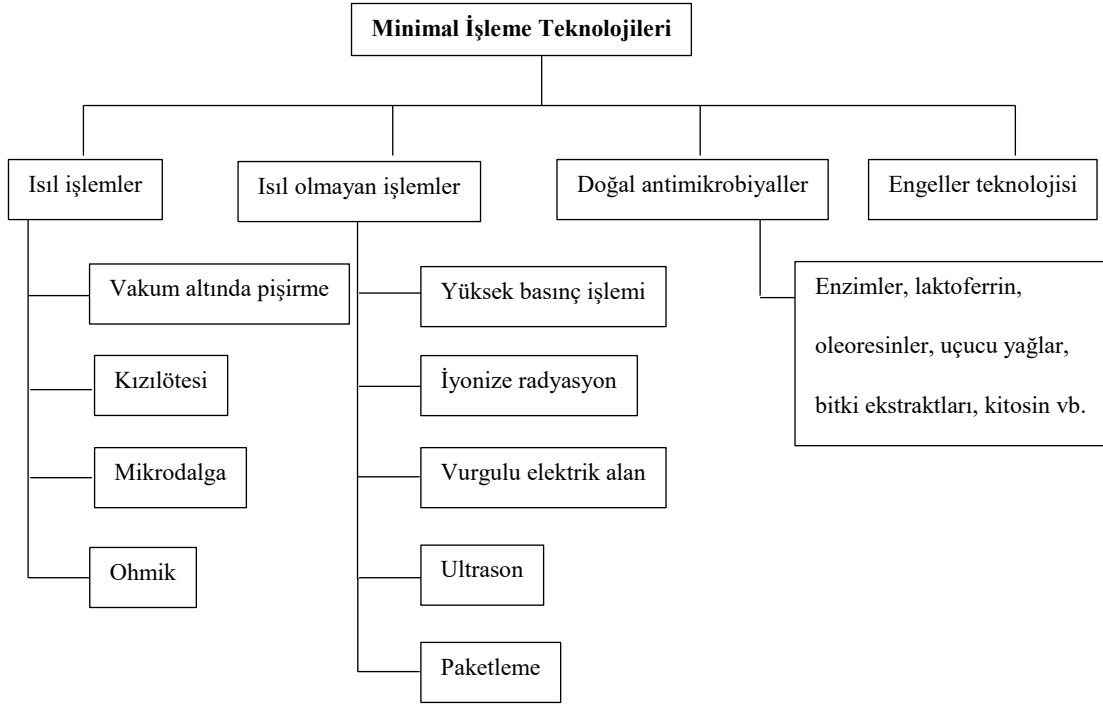 Minimal İşleme Teknolojileri
Isıl işlemler
Isıl olmayan işlemler
Doğal antimikrobiyaller
Engeller teknolojisi
Vakum altında pişirme
Kızılötesi
Mikrodalga
Ohmik
Yüksek basınç işlemi
İyonize radyasyon
Vurgulu elektrik alan
Ultrason
Paketleme
Enzimler, laktoferrin,
oleoresinler, uçucu yağlar,
bitki ekstraktları, kitosin vb.